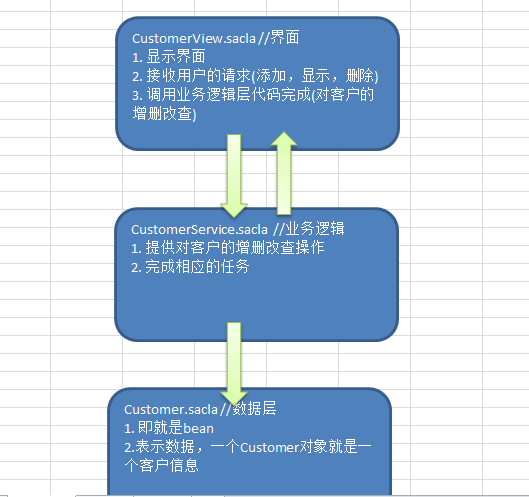 CustomerView.sacla //界面
1. 显示界面
2. 接收用户的请求(添加，显示，删除)
3. 调用业务逻辑层代码完成(对客户的
增删改查)
CustomerService.sacla //业务逻辑
1. 提供对客户的增删改查操作
2. 完成相应的任务
Customer.sacla //数据层
1. 即就是bean
2.表示数据，一个Customer对象就是一
个客户信息